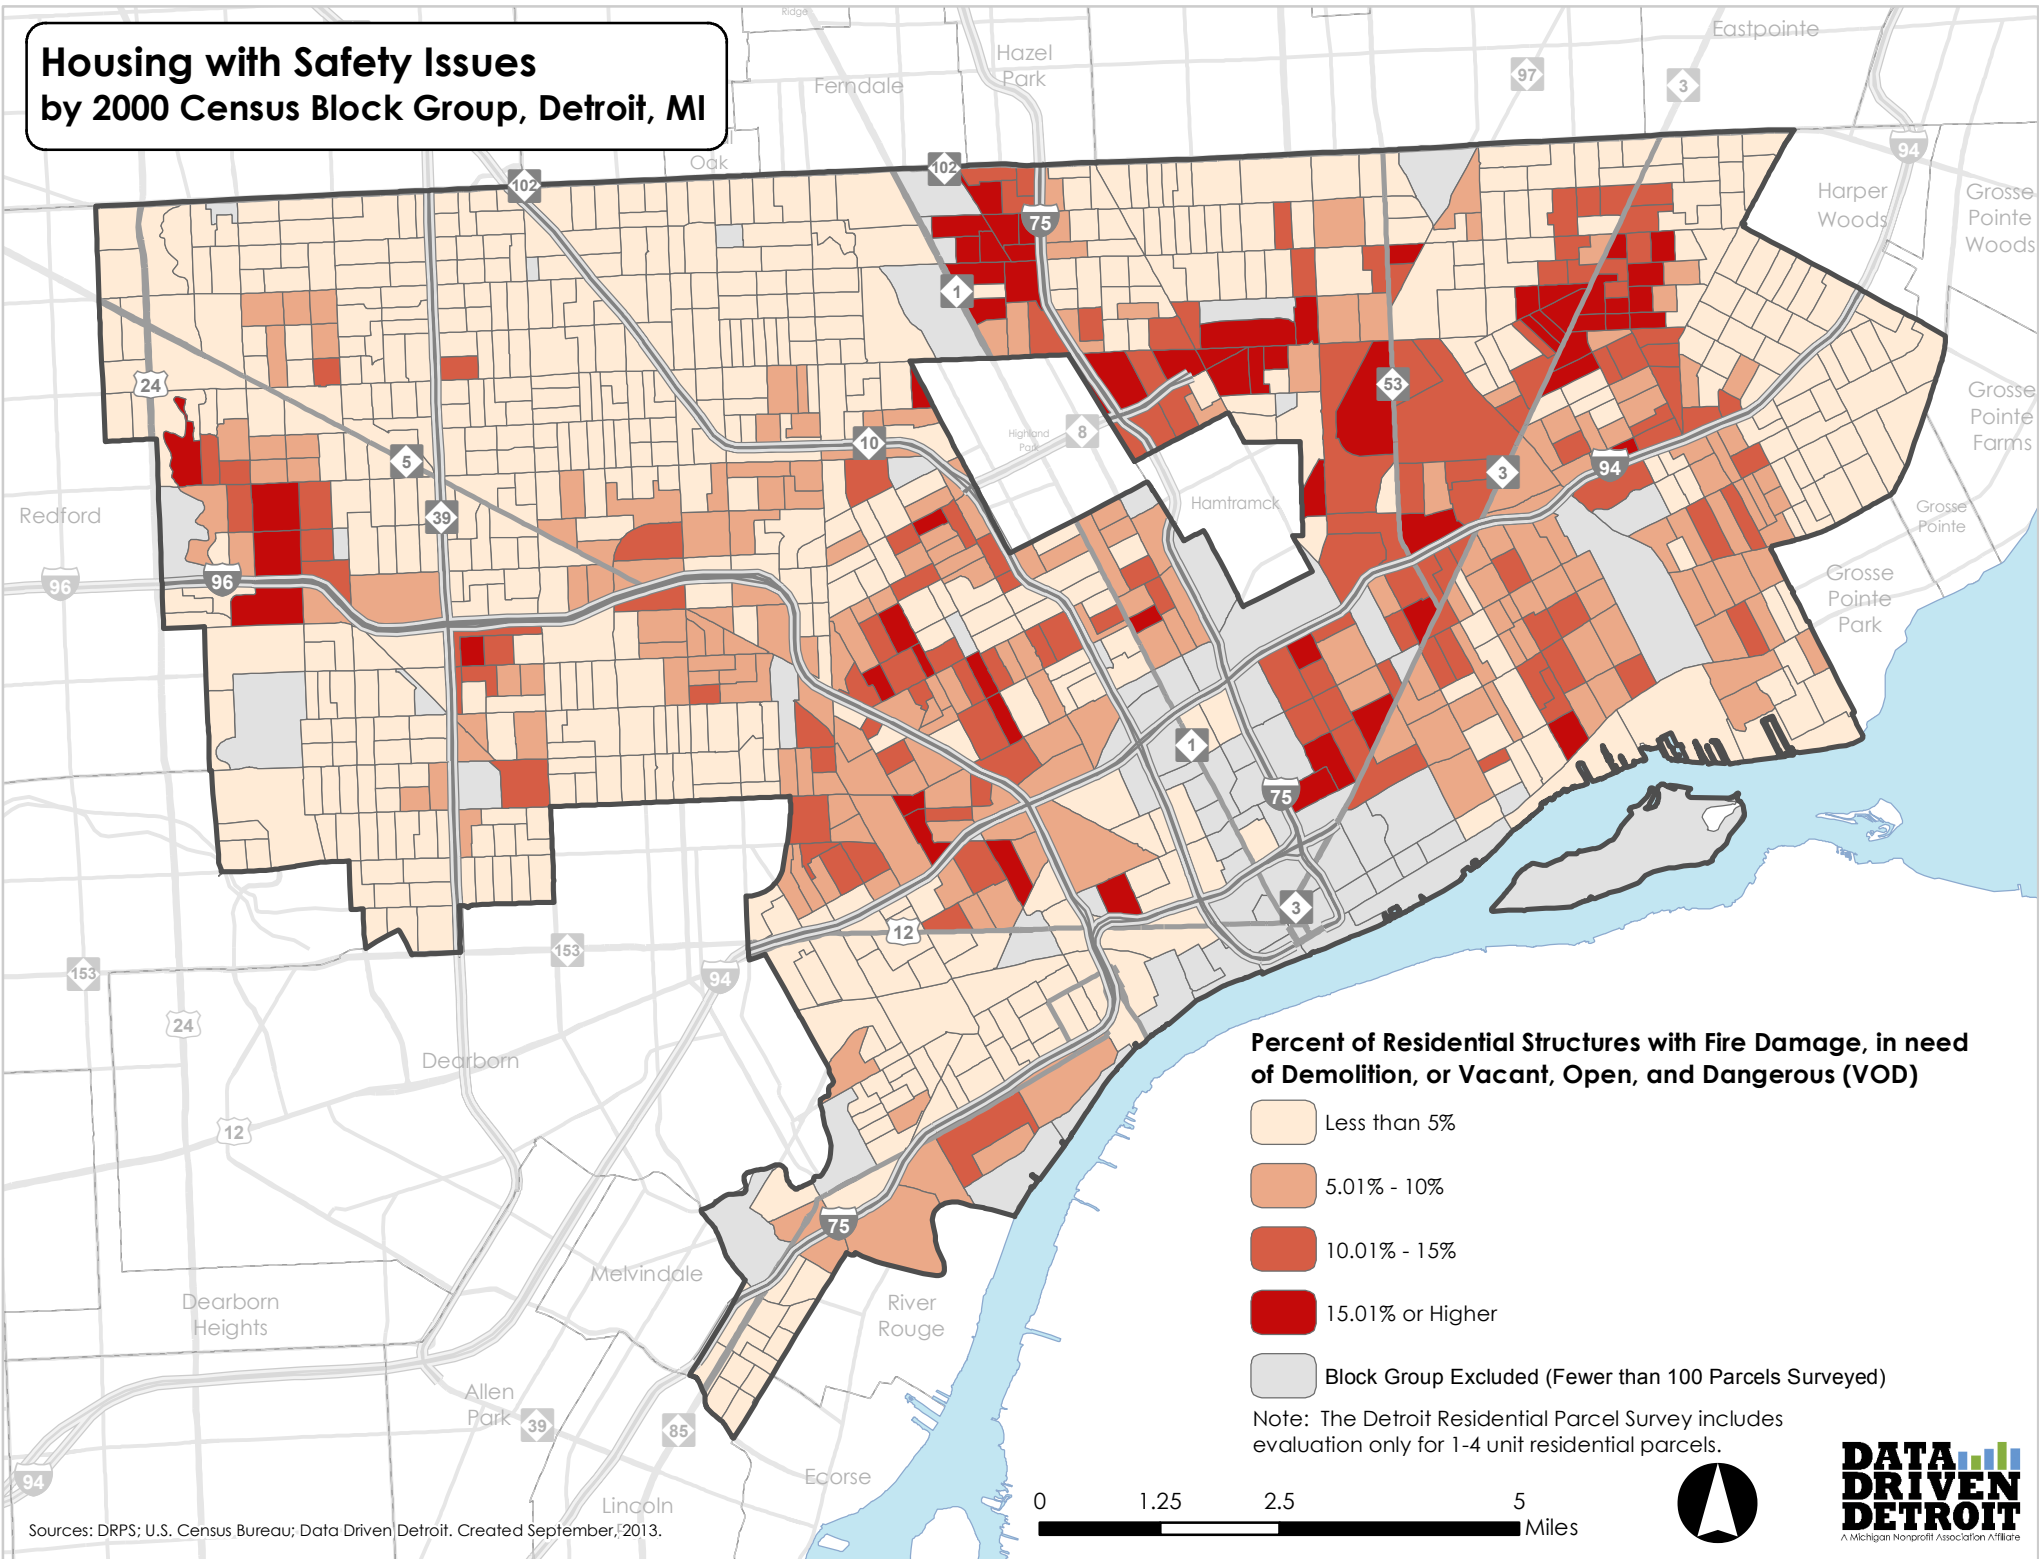 Housing with Safety Issues
by 2000 Census Block Group, Detroit, MI
Ridge
Hazel
Park
Ferndale
Eastpointe
97
3
94
Oak
102
102
75
Harper
Woods
Grosse
Pointe
Woods
1
24
53
Grosse
Pointe
Farms
Highland
Park
8
10
5
3
94
Redford
39
Hamtramck
Grosse
Pointe
96
96
Grosse
Pointe
Park
1
75
3
12
153
153
94
24
Dearborn
12
Percent of Residential Structures with Fire Damage, in need
of Demolition, or Vacant, Open, and Dangerous (VOD)
Less than 5%
5.01% - 10%
10.01% - 15%
15.01% or Higher
Block Group Excluded (Fewer than 100 Parcels Surveyed)
Note: The Detroit Residential Parcel Survey includes
evaluation only for 1-4 unit residential parcels.
75
Melvindale
Dearborn
Heights
River
Rouge
Allen
Park
39
85
94
Ecorse
Lincoln
0 1.25 2.5 5
Miles
DATA
DRIVEN
DETROIT
A Michigan Nonprofit Association Affiliate
Sources: DRPS; U.S. Census Bureau; Data Driven Detroit. Created September, 2013.